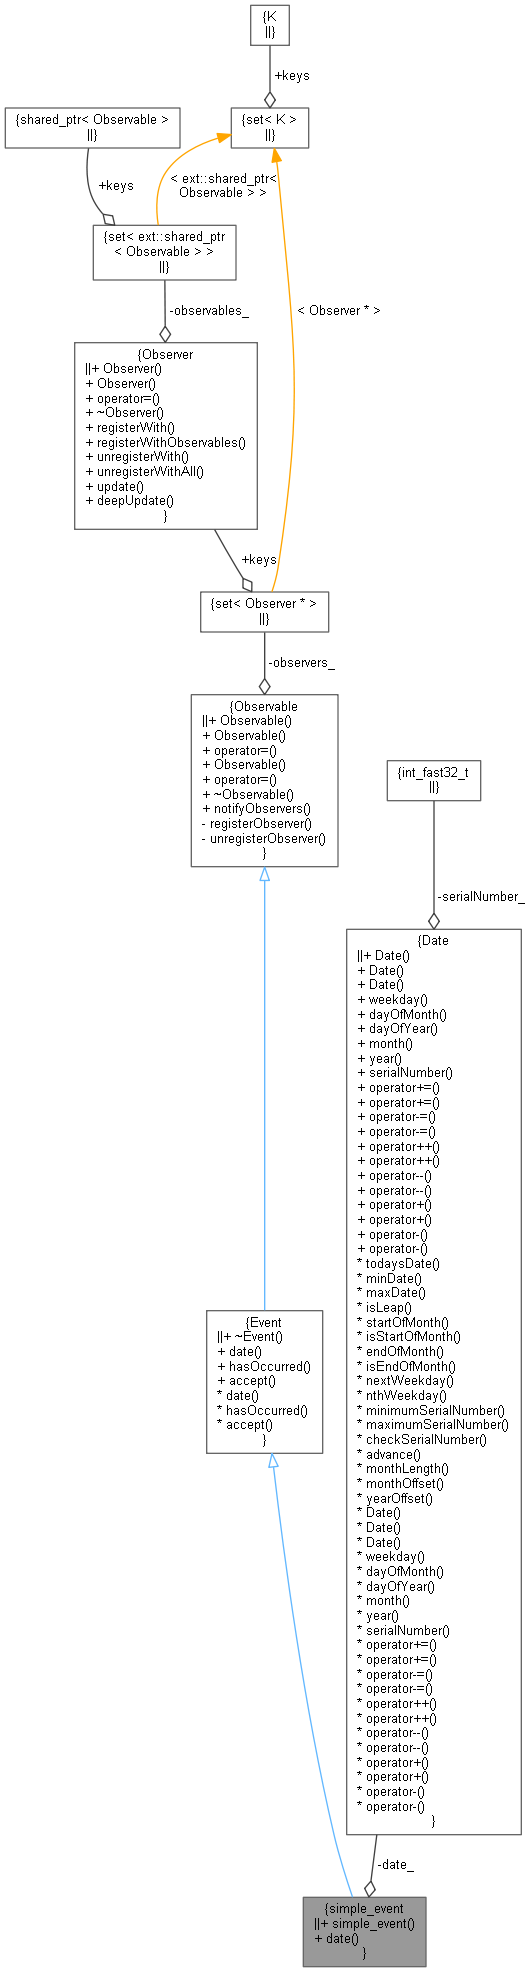 {K
||}
+keys
{shared_ptr< Observable >
||}
{set< K >
||}
+keys
< ext::shared_ptr<
Observable > >
{set< ext::shared_ptr
< Observable > >
||}
-observables_
< Observer * >
{Observer
||+ Observer()
+ Observer()
+ operator=()
+ ~Observer()
+ registerWith()
+ registerWithObservables()
+ unregisterWith()
+ unregisterWithAll()
+ update()
+ deepUpdate()
}
+keys
{set< Observer * >
||}
-observers_
{Observable
||+ Observable()
+ Observable()
+ operator=()
+ Observable()
+ operator=()
+ ~Observable()
+ notifyObservers()
- registerObserver()
- unregisterObserver()
}
{int_fast32_t
||}
-serialNumber_
{Date
||+ Date()
+ Date()
+ Date()
+ weekday()
+ dayOfMonth()
+ dayOfYear()
+ month()
+ year()
+ serialNumber()
+ operator+=()
+ operator+=()
+ operator-=()
+ operator-=()
+ operator++()
+ operator++()
+ operator--()
+ operator--()
+ operator+()
+ operator+()
+ operator-()
+ operator-()
* todaysDate()
* minDate()
* maxDate()
* isLeap()
* startOfMonth()
* isStartOfMonth()
* endOfMonth()
* isEndOfMonth()
* nextWeekday()
* nthWeekday()
* minimumSerialNumber()
* maximumSerialNumber()
* checkSerialNumber()
* advance()
* monthLength()
* monthOffset()
* yearOffset()
* Date()
* Date()
* Date()
* weekday()
* dayOfMonth()
* dayOfYear()
* month()
* year()
* serialNumber()
* operator+=()
* operator+=()
* operator-=()
* operator-=()
* operator++()
* operator++()
* operator--()
* operator--()
* operator+()
* operator+()
* operator-()
* operator-()
}
{Event
||+ ~Event()
+ date()
+ hasOccurred()
+ accept()
* date()
* hasOccurred()
* accept()
}
-date_
{simple_event
||+ simple_event()
+ date()
}